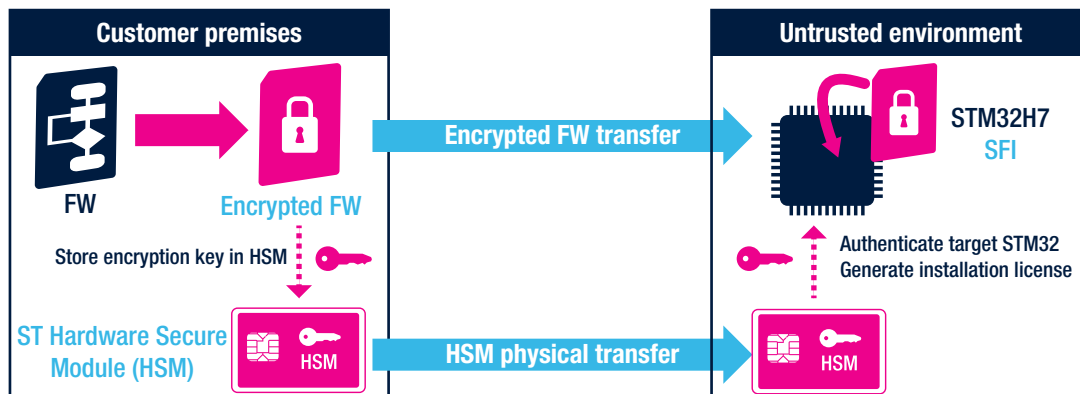 Customer premises
Untrusted environment
FW
Encrypted FW
Encrypted FW transfer
STM32H7
SFI
Store encryption key in HSM
Authenticate target STM32
Generate installation license
ST Hardware Secure
Module (HSM)
HSM
HSM physical transfer
HSM